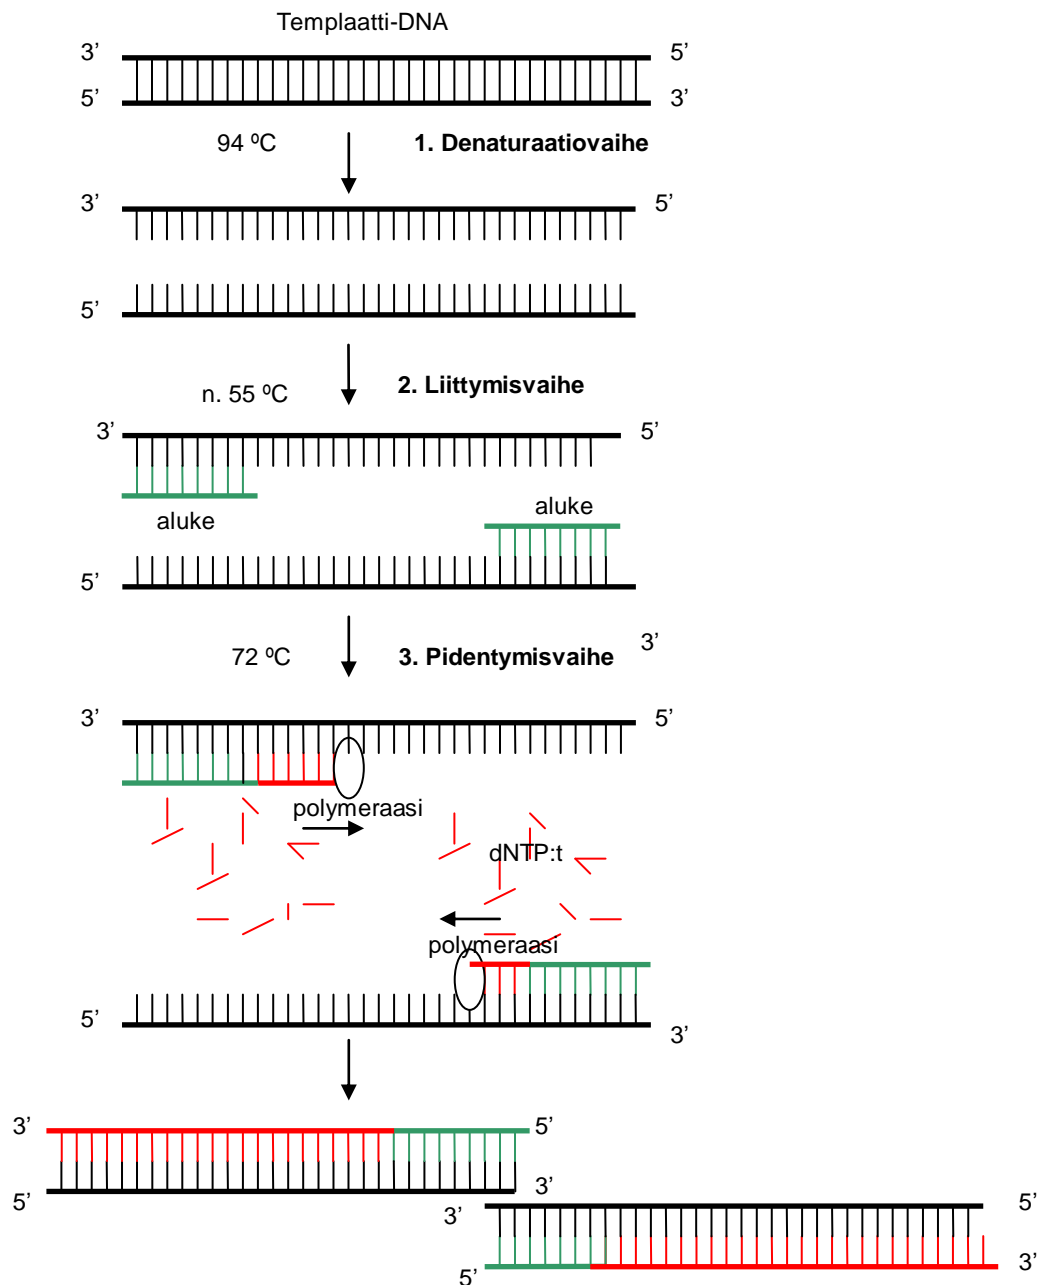 Templaatti-DNA
3’ 5’
5’ 3’
94 ºC 1. Denaturaatiovaihe
3’ 5’
5’
n. 55 ºC 2. Liittymisvaihe
3’ 5’
aluke aluke
5’
3’
72 ºC 3. Pidentymisvaihe
3’ 5’
polymeraasi
dNTP:t
polymeraasi
5’ 3’
3’ 5’
5’ 3’
3’ 5’
5’ 3’